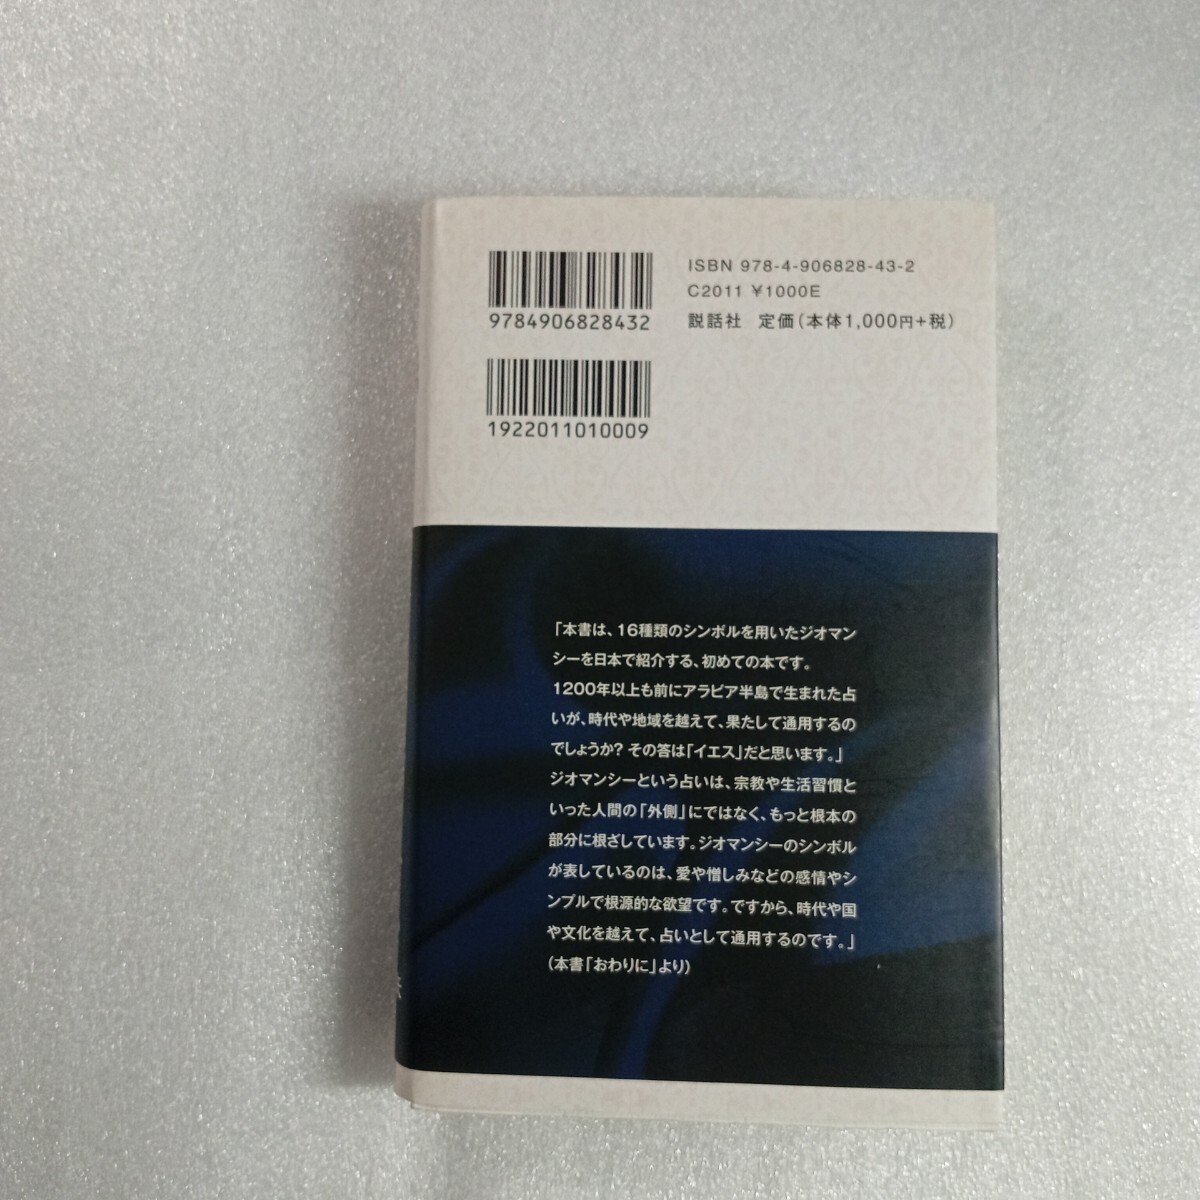 ISBN 978-4-906828-43-2
C2011 ¥1000E
説話社 定価(本体1,000円+税)
9784906828432
1922011010009
「本書は、16種類のシンボルを用いたジオマン
シーを日本で紹介する、初めての本です。
1200年以上も前にアラビア半島で生まれた占
いが、時代や地域を越えて、果たして通用するの
でしょうか? その答は「イエス」だと思います。」
ジオマンシーという占いは、宗教や生活習慣と
いった人間の「外側」にではなく、もっと根本の
部分に根ざしています。ジオマンシーのシンボル
が表しているのは、愛や憎しみなどの感情やシ
ンプルで根源的な欲望です。ですから、時代や国
や文化を越えて、占いとして通用するのです。」
(本書「おわりに」より)